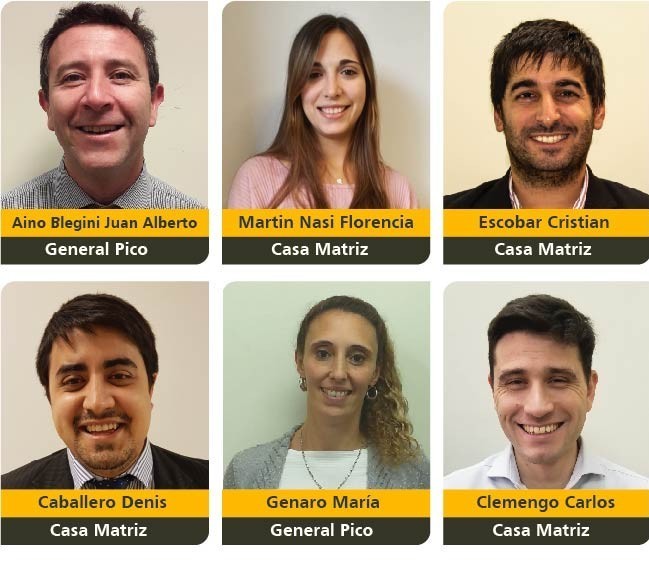 Aino Blegini Juan Alberto
General Pico
Martin Nasi Florencia
Casa Matriz
Escobar Cristian
Casa Matriz
Caballero Denis
Casa Matriz
Genaro María
General Pico
Clemengo Carlos
Casa Matriz